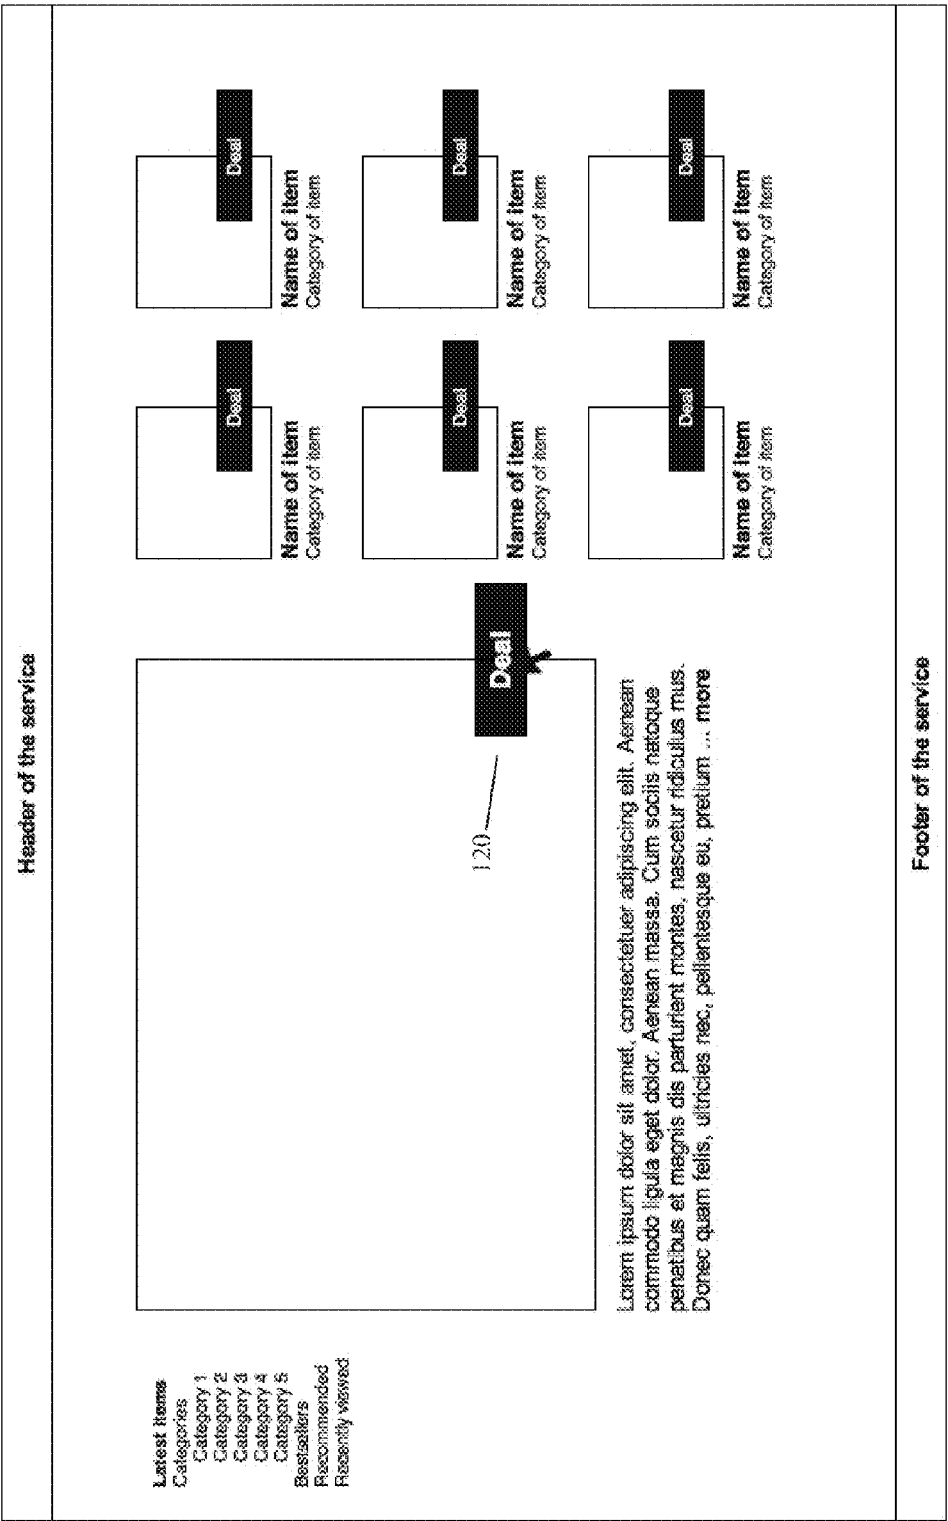 Header of the service
Latest items
Categories
Category 1
Category 2
Category 3
Category 4
Category 5
Bestsellers
Recommended
Recently viewed
Deal
120
Lorem ipsum dolor sit amet, consectetuer adipiscing elit. Aenean
commodo ligula eget dolor. Aenean massa. Cum sociis natoque
penatibus et magnis dis parturient montes, nascetur ridiculus mus.
Donec quam felis, ultricies nec, pellentesque eu, pretium ... more
Deal
Name of item
Category of item
Deal
Name of item
Category of item
Deal
Name of item
Category of item
Deal
Name of item
Category of item
Deal
Name of item
Category of item
Deal
Name of item
Category of item
Footer of the service